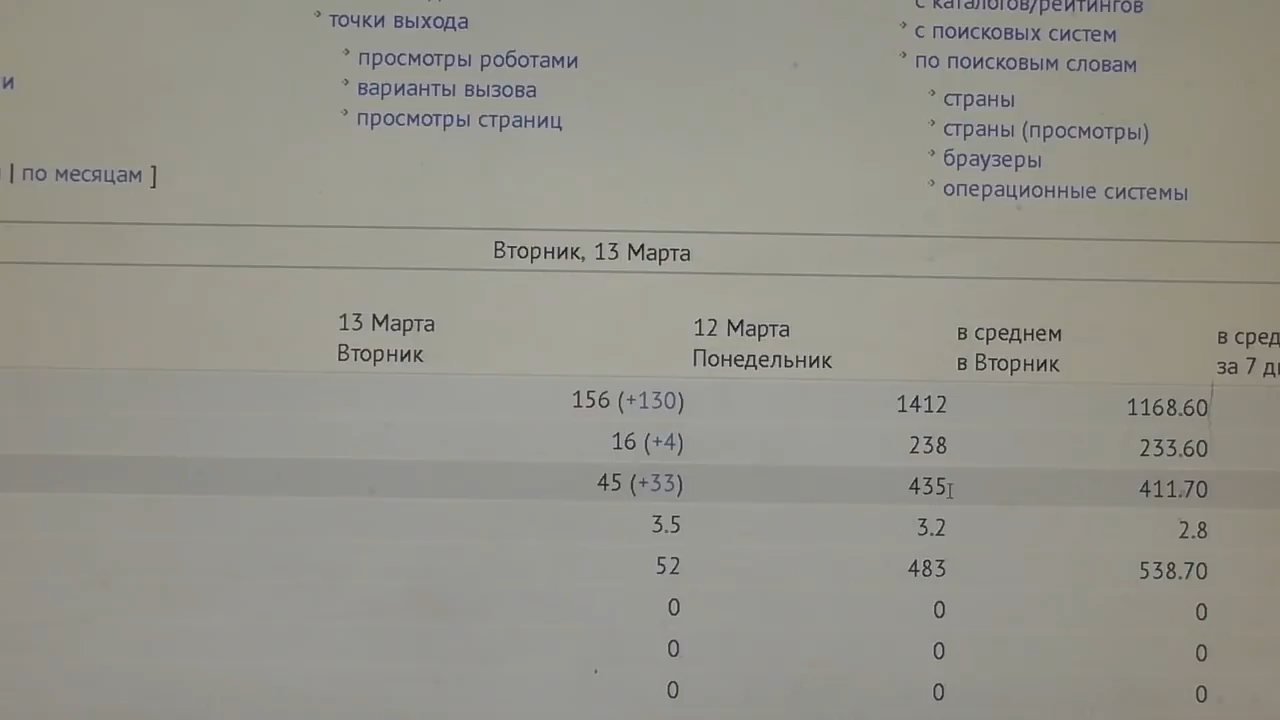 точки выхода
просмотры роботами
варианты вызова
просмотры страниц
с каталогов/рейтингов
с поисковых систем
по поисковым словам
страны
страны (просмотры)
браузеры
операционные системы
| по месяцам ]
Вторник, 13 Марта
13 Марта
Вторник
12 Марта
Понедельник
в среднем
в Вторник
в сред
за 7 д
156 (+130) 1412 1168.60
16 (+4) 238 233.60
45 (+33) 435 411.70
3.5 3.2 2.8
52 483 538.70
0 0 0
0 0 0
0 0 0